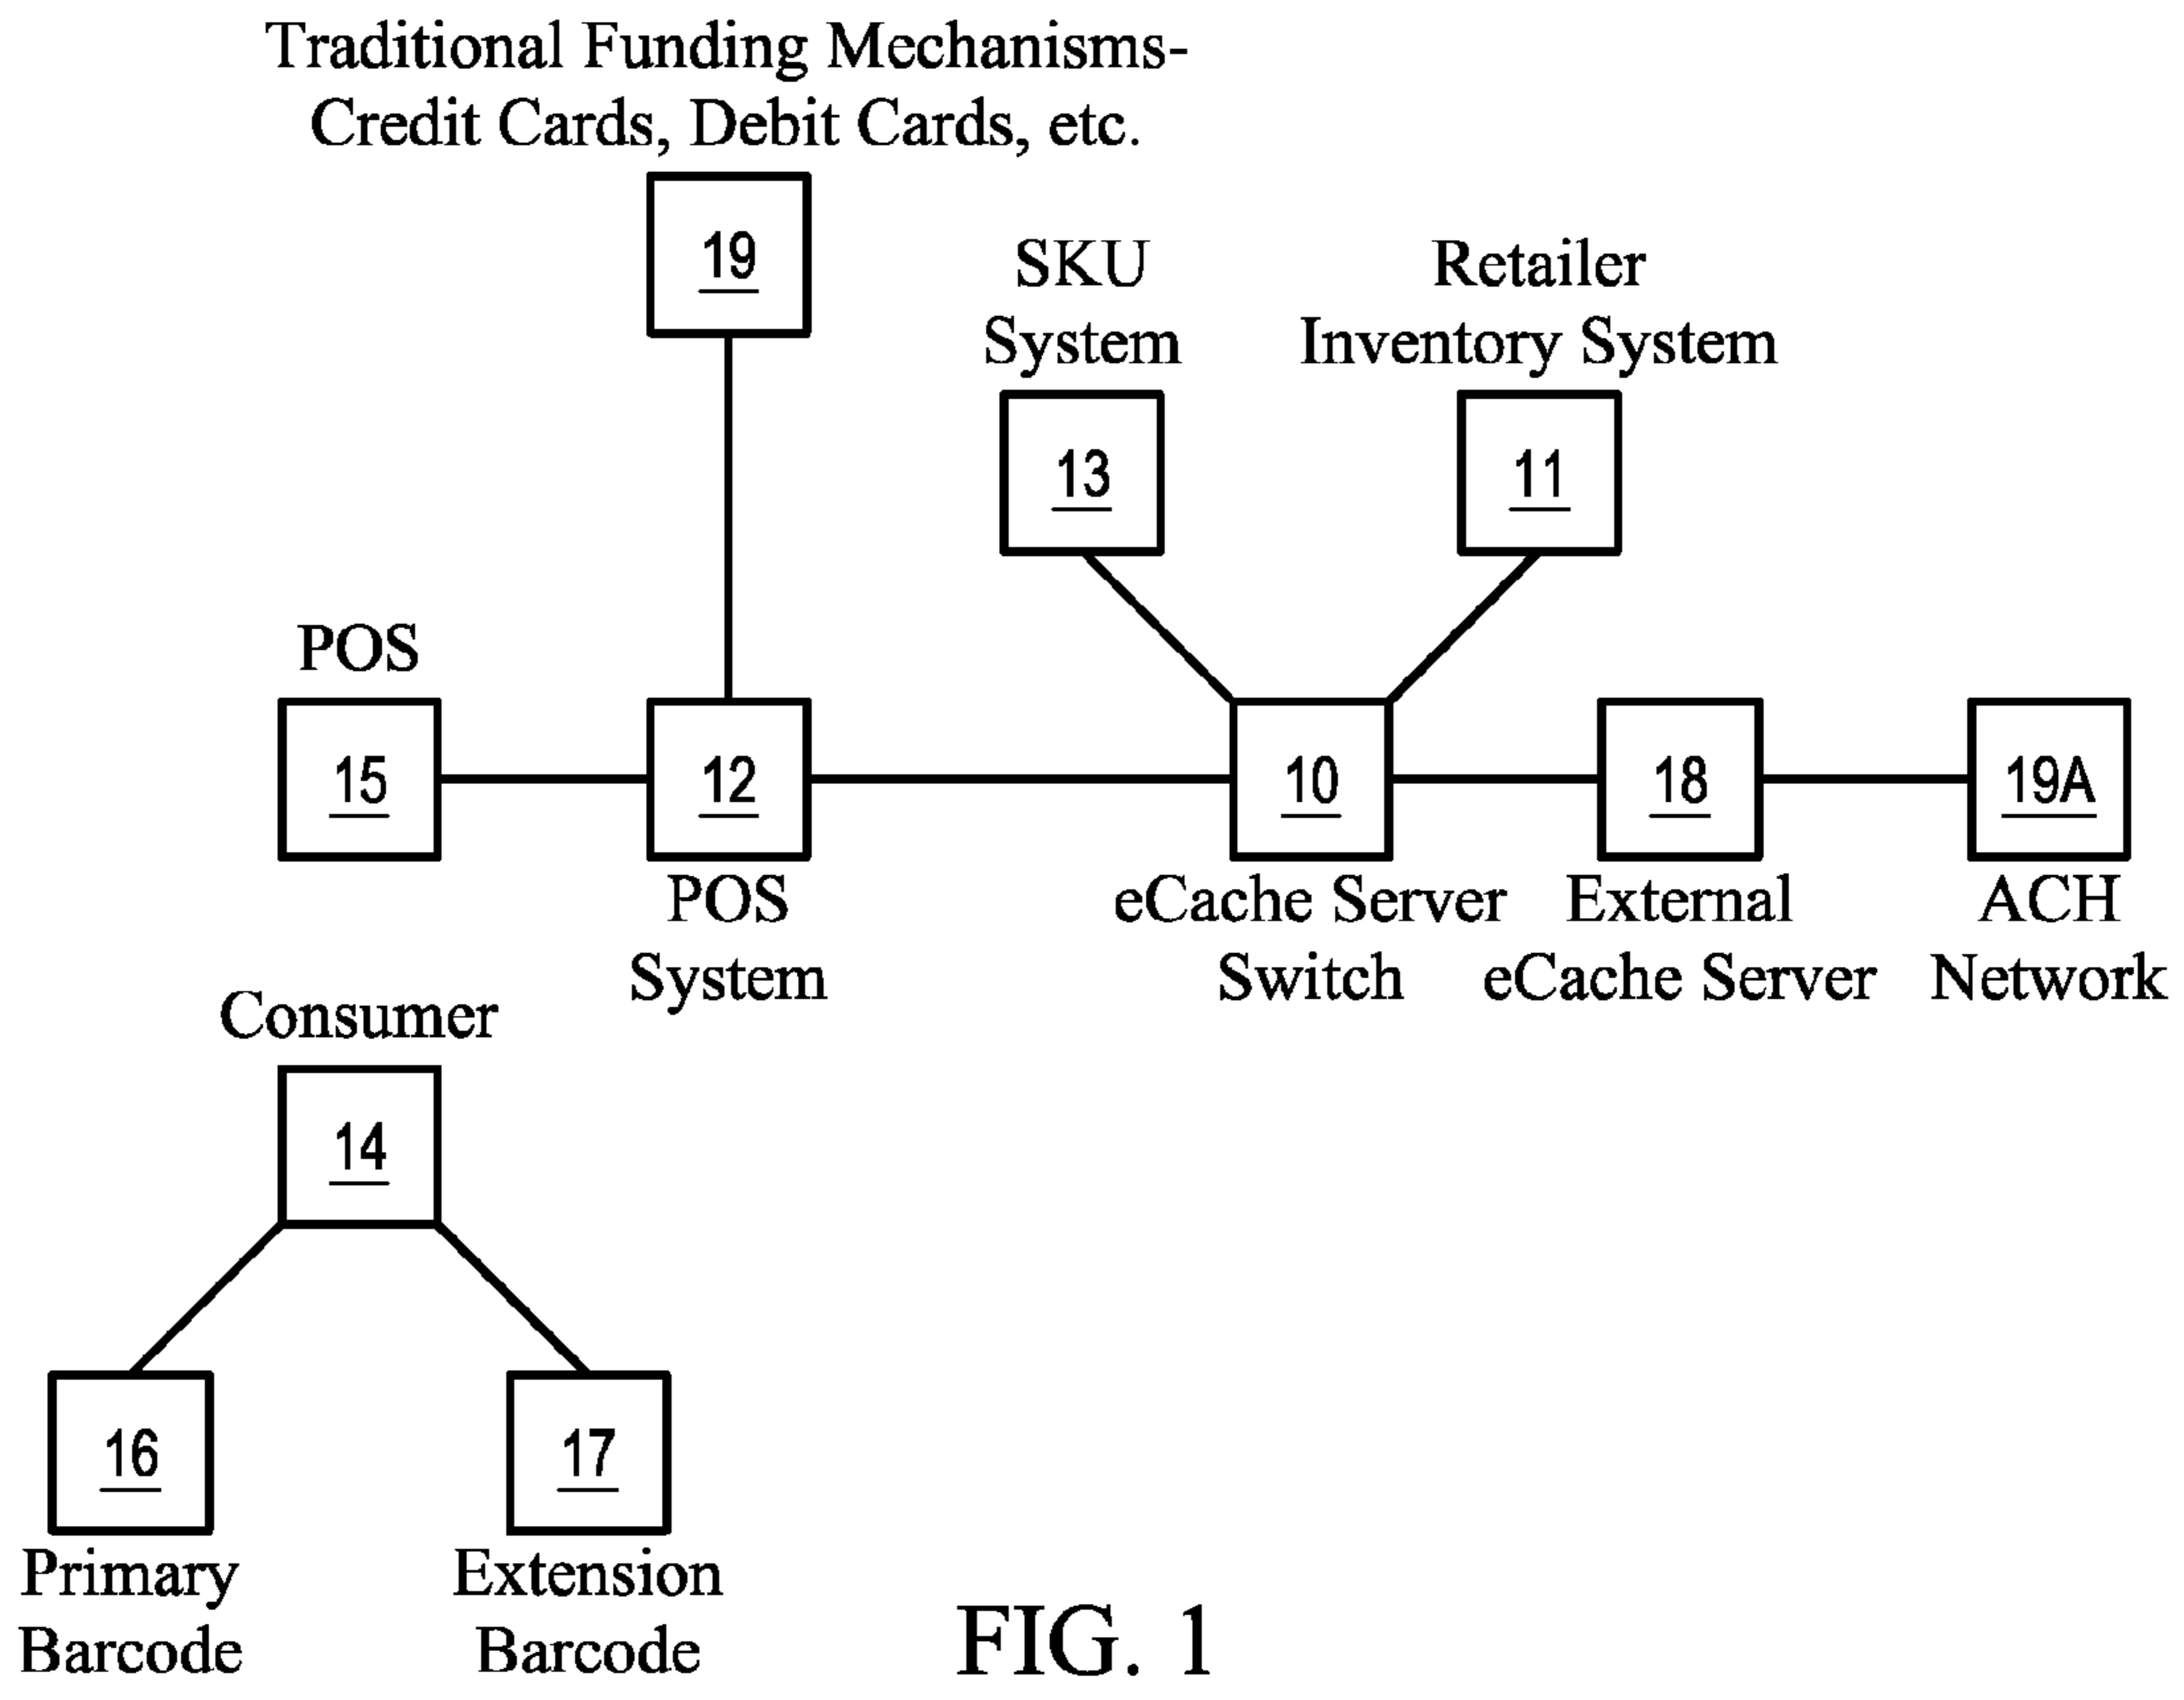 Traditional Funding Mechanisms-
Credit Cards, Debit Cards, etc.
19
SKU
System
13
Retailer
Inventory System
11
POS
15
12
POS
System
10
eCache Server
Switch
18
External
eCache Server
19A
ACH
Network
Consumer
14
16
Primary
Barcode
17
Extension
Barcode
FIG. 1